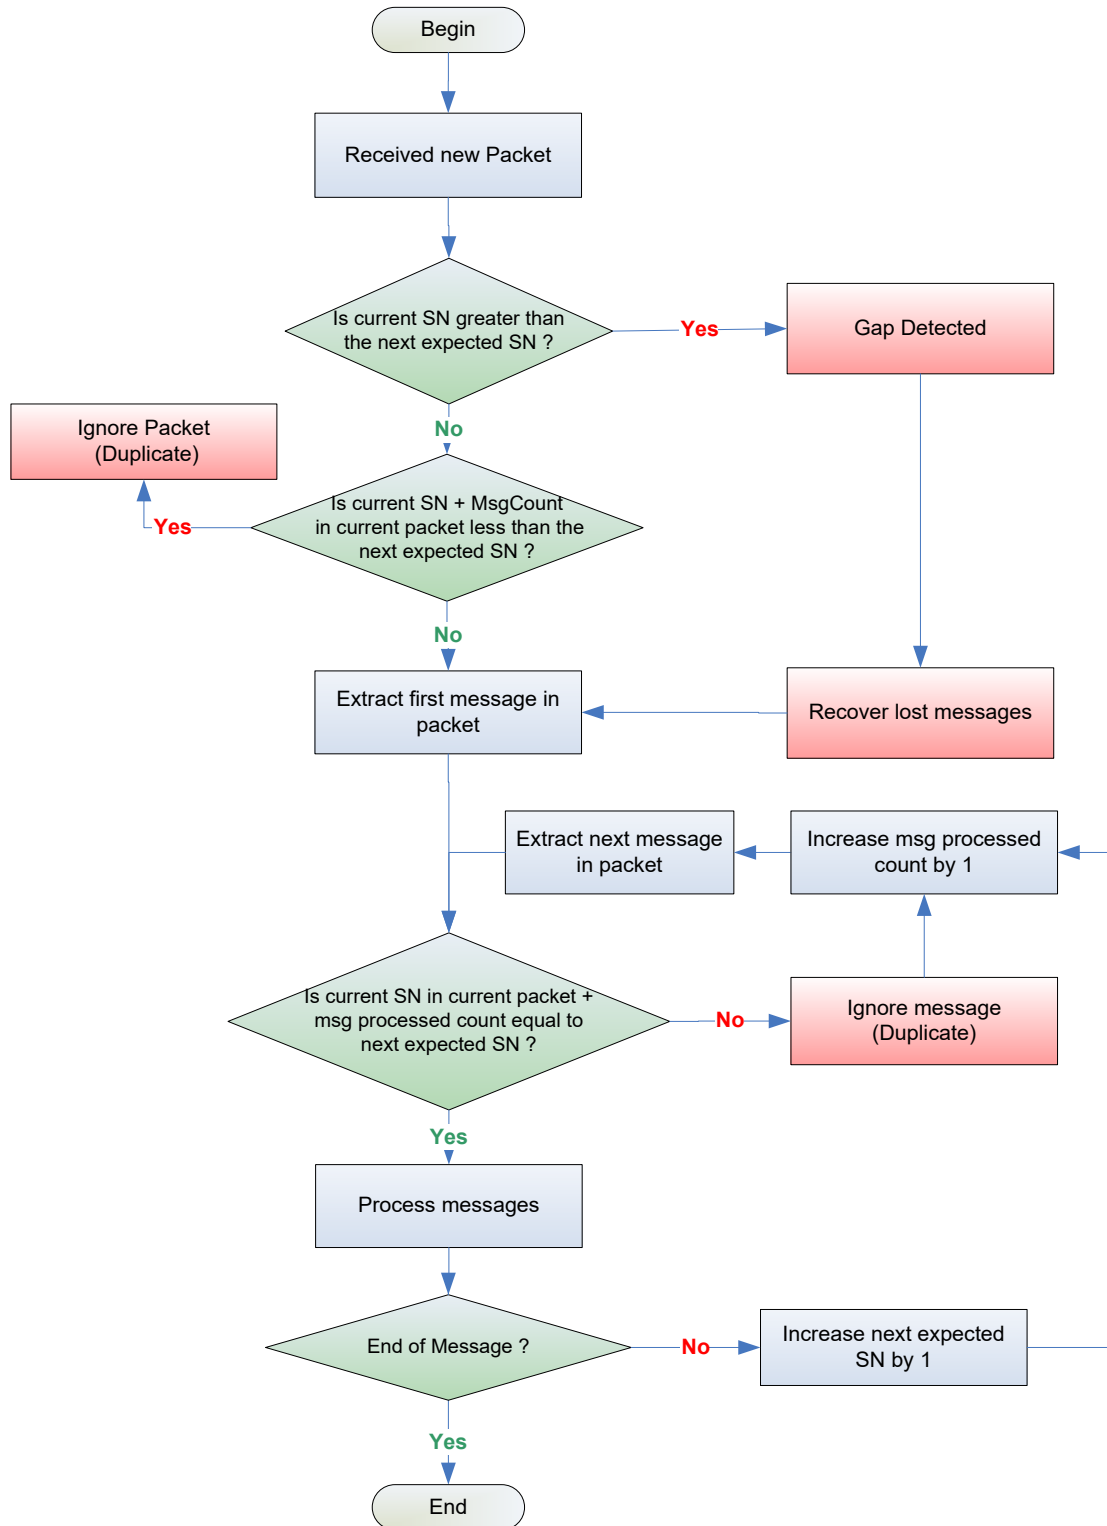 Begin
Received new Packet
Is current SN greater than
the next expected SN ?
Yes
Gap Detected
No
Ignore Packet
(Duplicate)
Is current SN + MsgCount
in current packet less than the
next expected SN ?
Yes
No
Extract first message in
packet
Recover lost messages
Extract next message
in packet
Increase msg processed
count by 1
Is current SN in current packet +
msg processed count equal to
next expected SN ?
No
Ignore message
(Duplicate)
Yes
Process messages
End of Message ?
No
Increase next expected
SN by 1
Yes
End